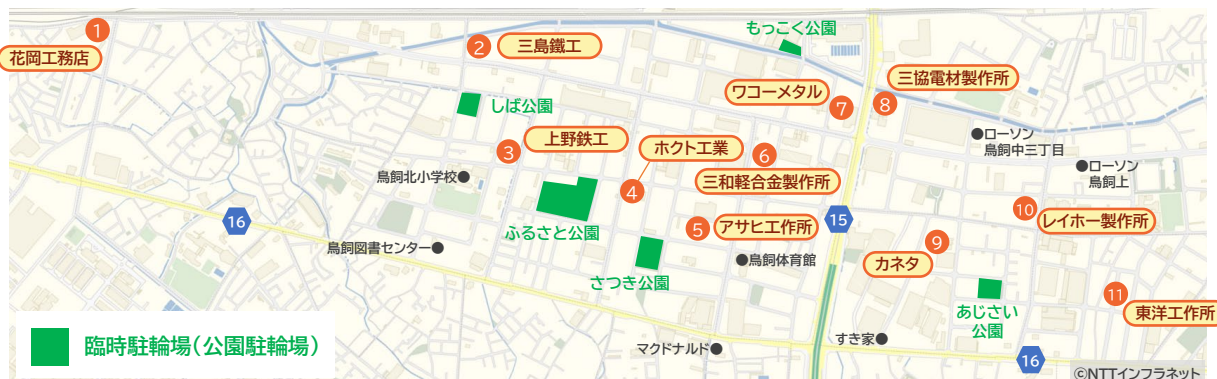 もっこく公園
①
花岡工務店
②
三島鐵工
三協電材製作所
ワコーメタル
⑦
⑧
しば公園
上野鉄工
③
ホクト工業
⑥
●ローソン
鳥飼中三丁目
●ローソン
鳥飼上
鳥飼北小学校●
④
三和軽合金製作所
16
15
⑩
レイホー製作所
ふるさと公園
⑤
アサヒ工作所
鳥飼図書センター●
●鳥飼体育館
⑨
カネタ
さつき公園
あじさい
公園
⑪
東洋工作所
臨時駐輪場(公園駐輪場)
マクドナルド●
すき家●
16
©NTTインフラネット